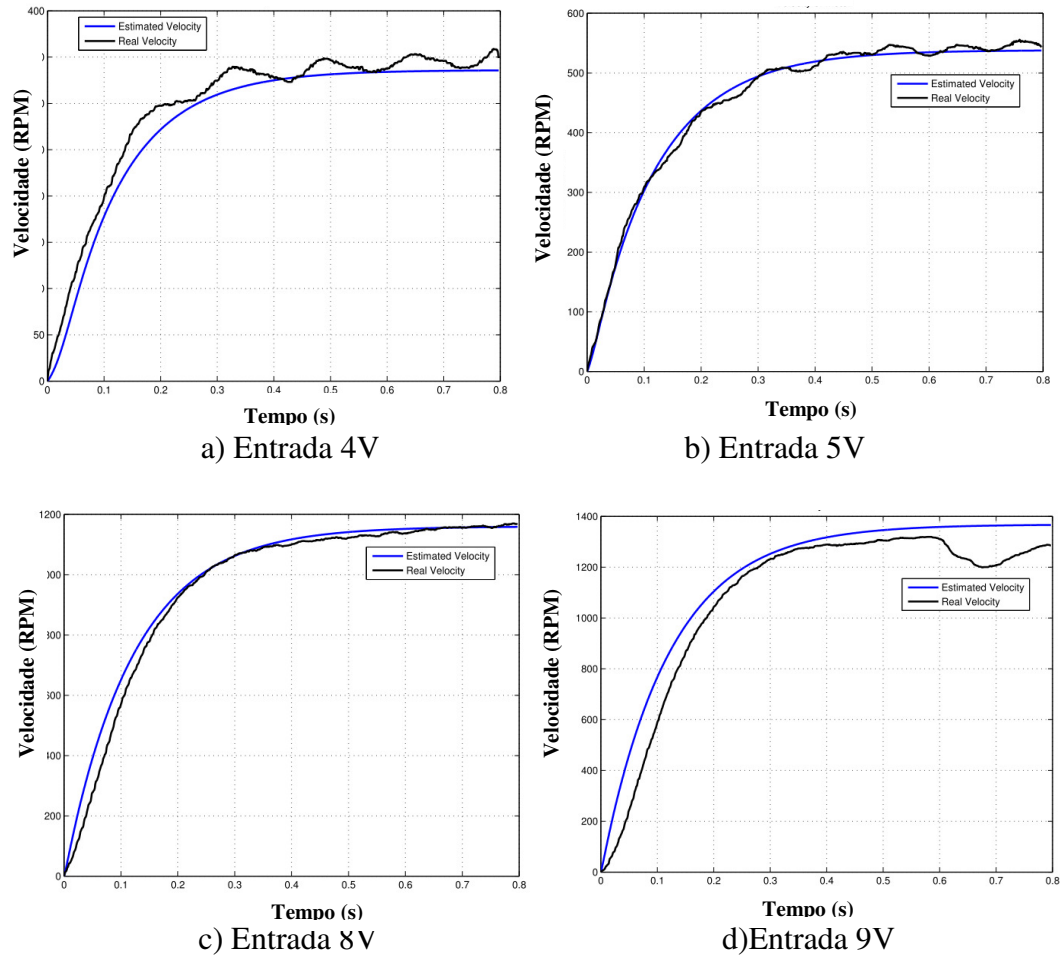 400
Estimated Velocity
Real Velocity
50
0
0 0.1 0.2 0.3 0.4 0.5 0.6 0.7 0.8
Velocidade (RPM)
Tempo (s)
a) Entrada 4V
600
500
400
300
200
100
0
Estimated Velocity
Real Velocity
0 0.1 0.2 0.3 0.4 0.5 0.6 0.7 0.8
Velocidade (RPM)
Tempo (s)
b) Entrada 5V
1200
200
0
Estimated Velocity
Real Velocity
0 0.1 0.2 0.3 0.4 0.5 0.6 0.7 0.8
Velocidade (RPM)
Tempo (s)
c) Entrada 8V
1400
1200
1000
800
600
400
200
0
Estimated Velocity
Real Velocity
0 0.1 0.2 0.3 0.4 0.5 0.6 0.7 0.8
Velocidade (RPM)
Tempo (s)
d)Entrada 9V